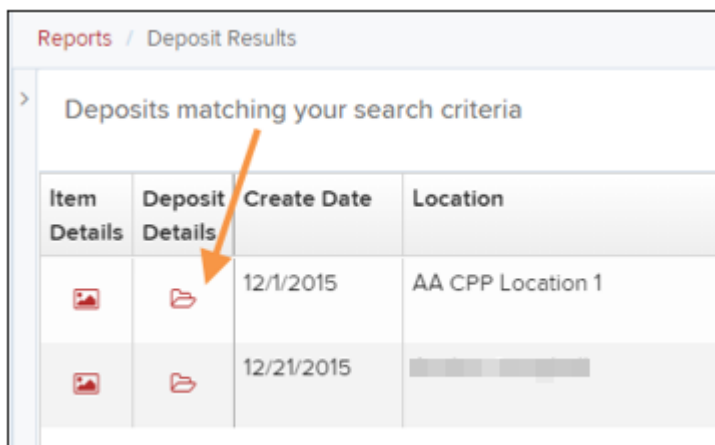 Reports / Deposit Results
Deposits matching your search criteria
Item Details Deposit Details Create Date Location
12/1/2015 AA CPP Location 1
12/21/2015